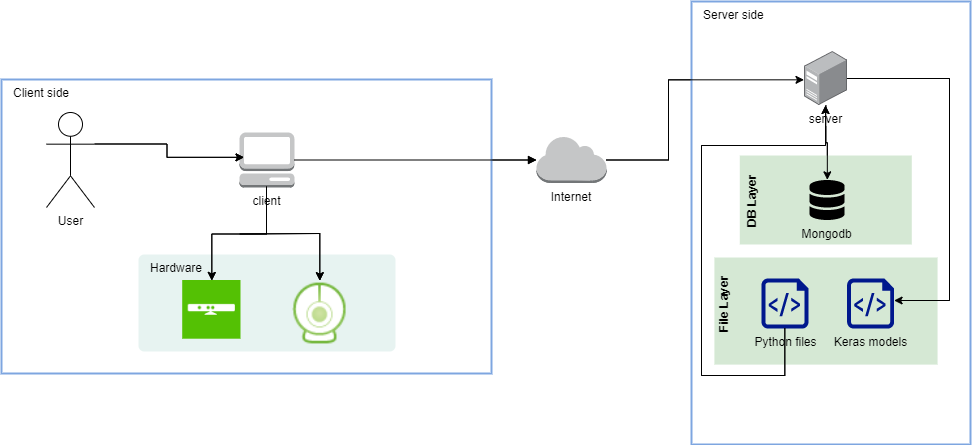 Server side
Client side
server
User
client
Internet
DB Layer
Mongodb
Hardware
File Layer
Python files
Keras models